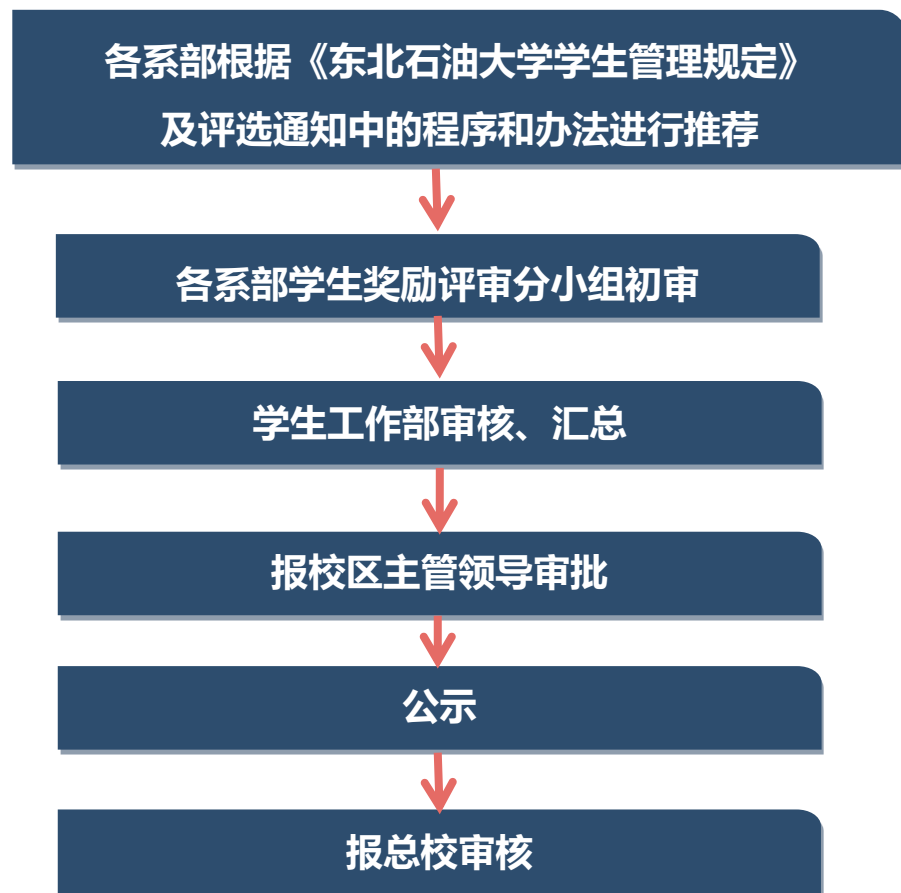 各系部根据《东北石油大学学生管理规定》
及评选通知中的程序和办法进行推荐
各系部学生奖励评审分小组初审
学生工作部审核、汇总
报校区主管领导审批
公示
报总校审核